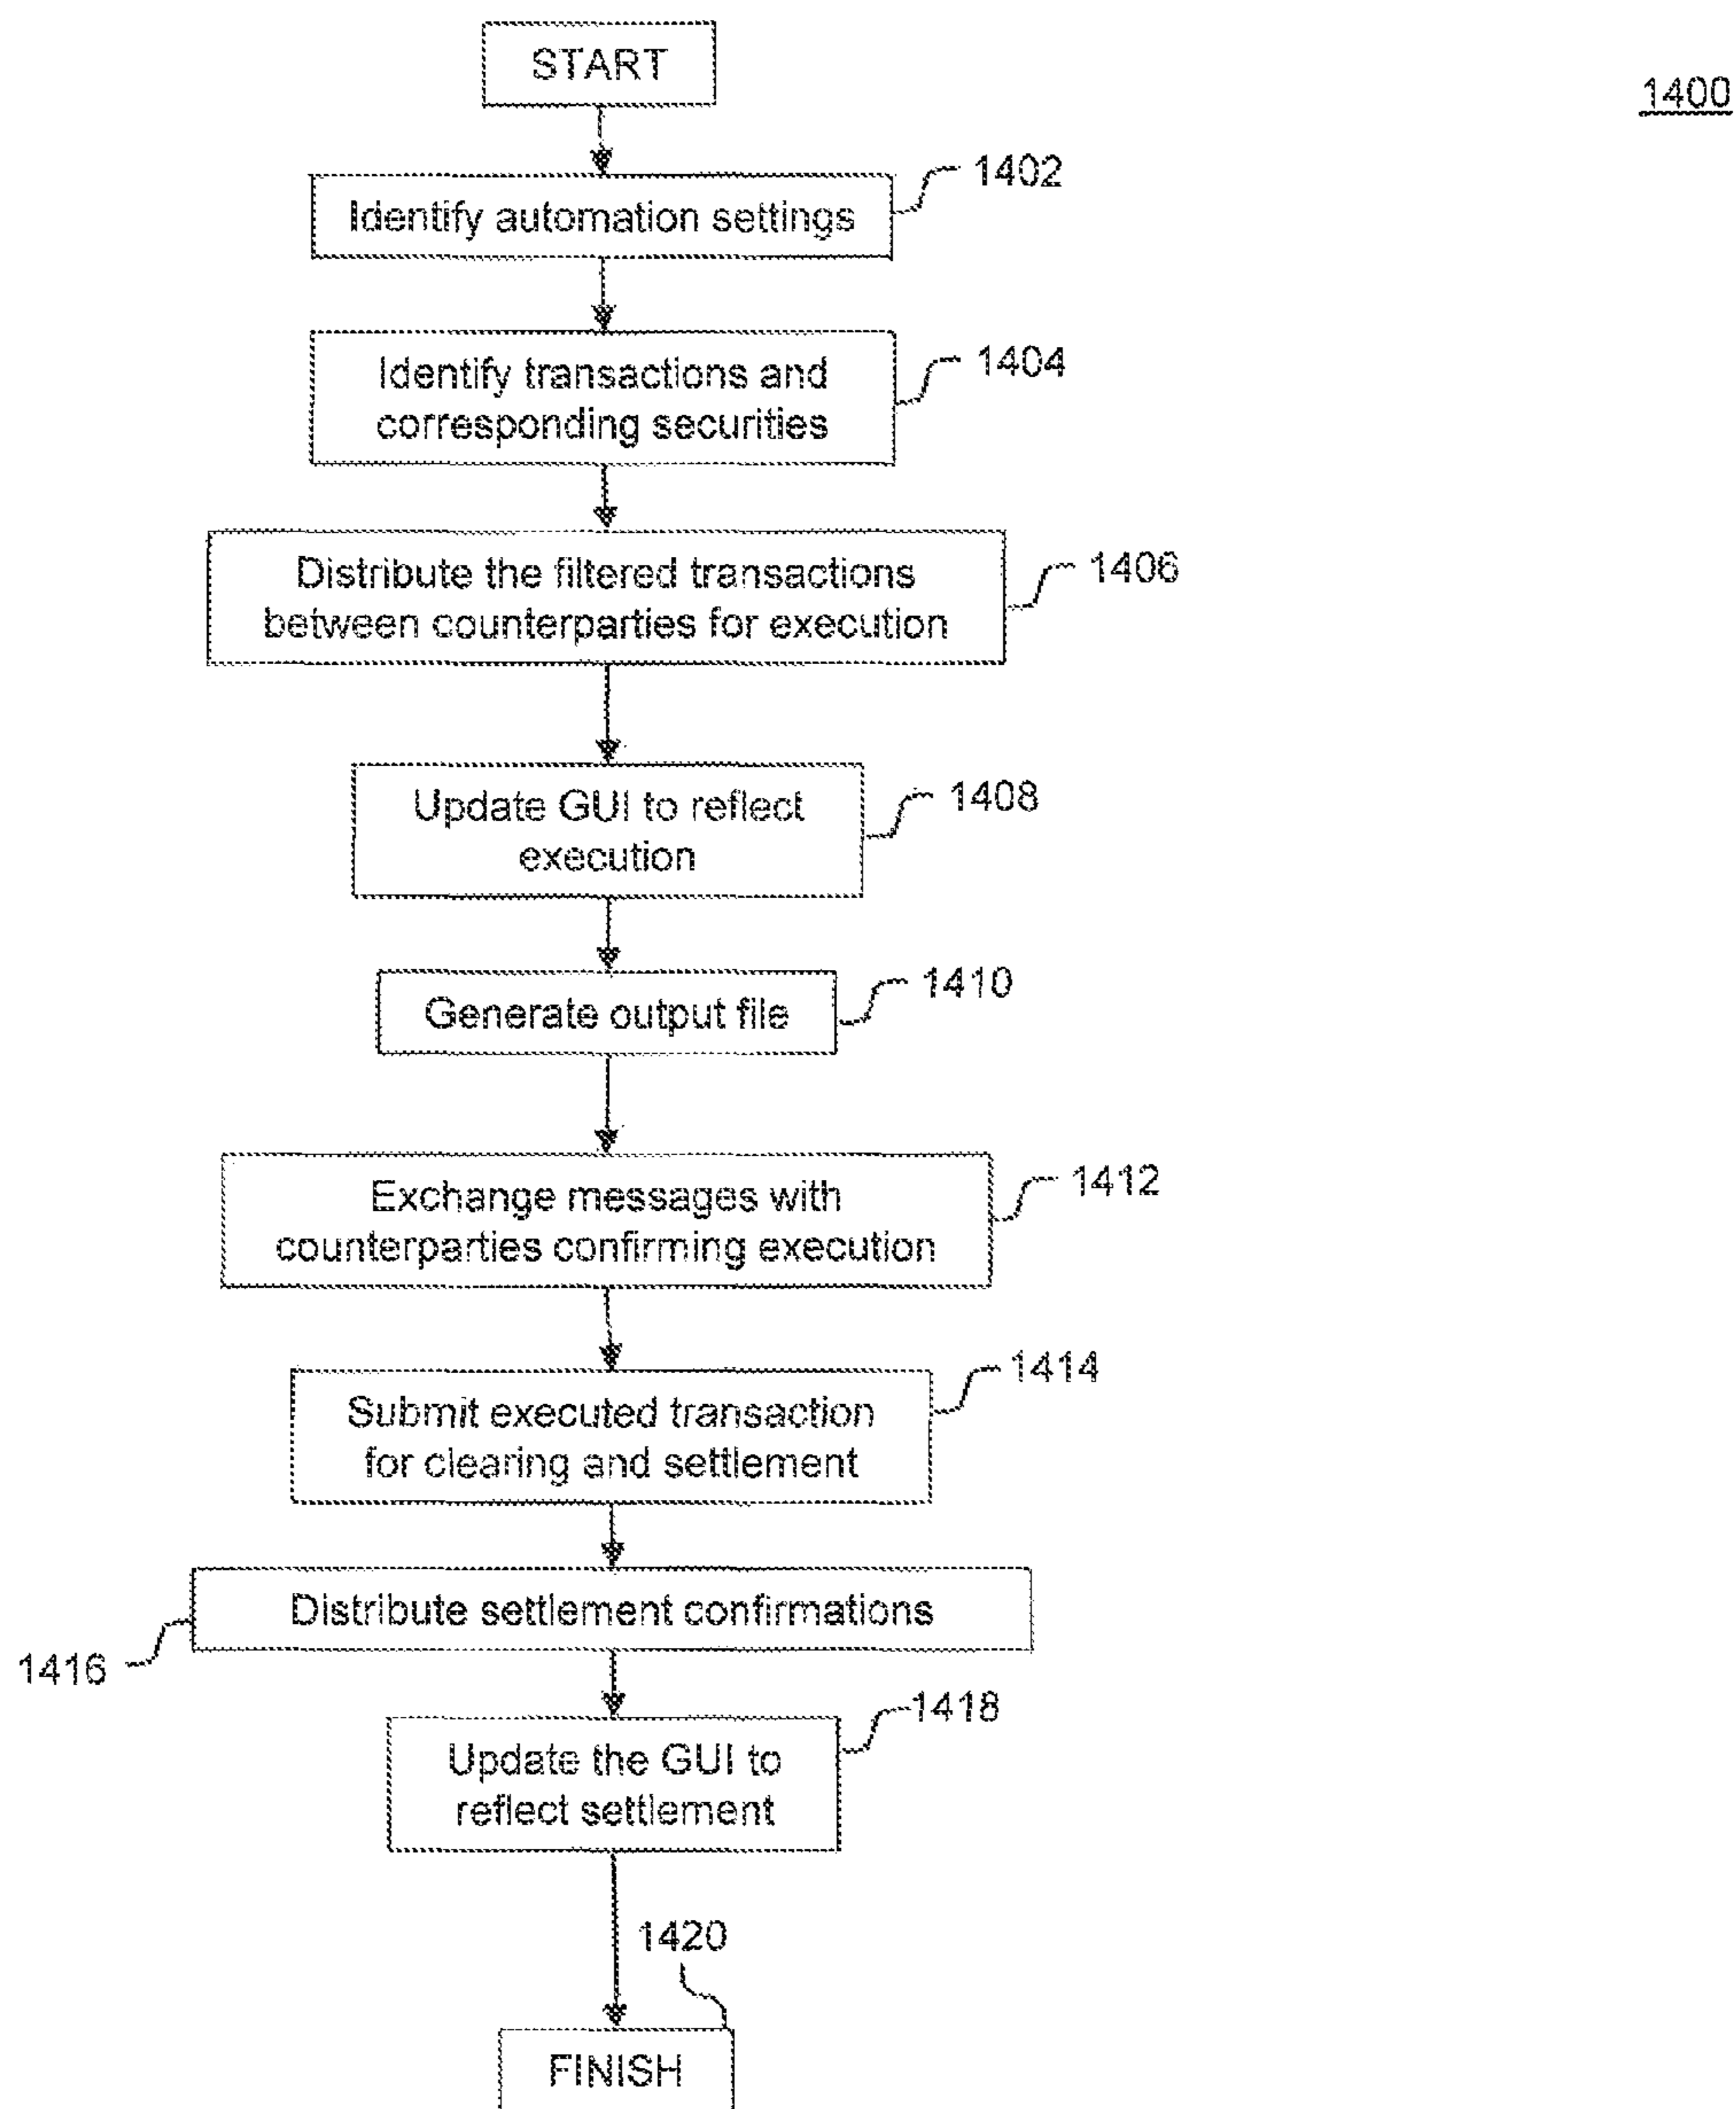 START
1400
1402
Identify automation settings
1404
Identify transactions and
corresponding securities
1406
Distribute the filtered transactions
between counterparties for execution
1408
Update GUI to reflect
execution
1410
Generate output file
1412
Exchange messages with
counterparties confirming execution
1414
Submit executed transaction
for clearing and settlement
Distribute settlement confirmations
1416
1418
Update the GUI to
reflect settlement
1420
FINISH